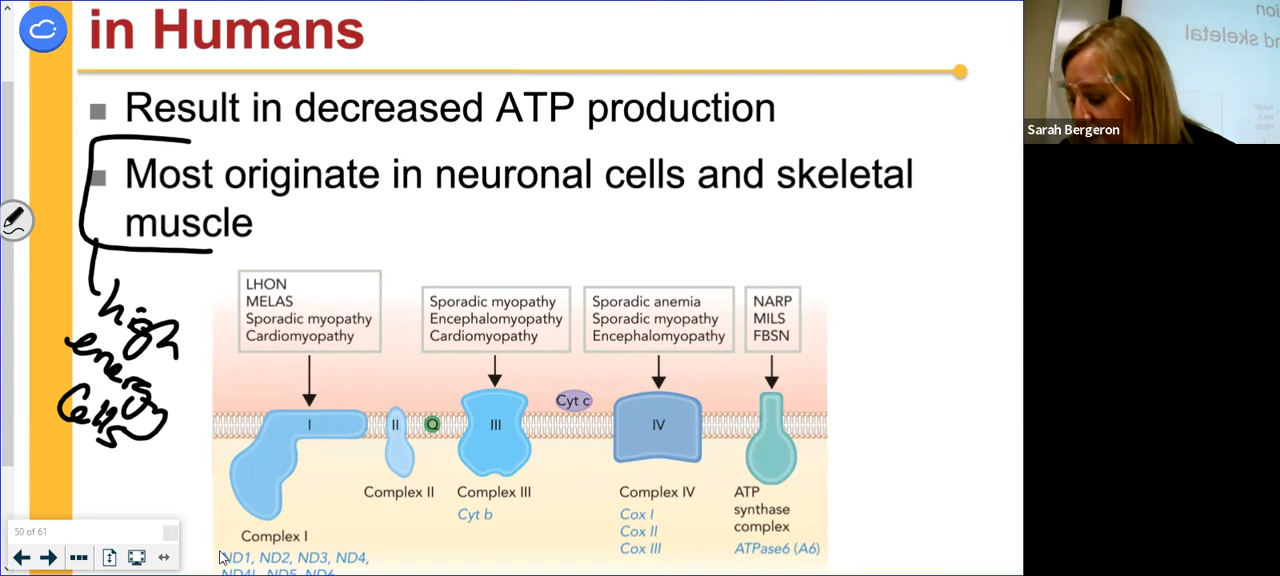 in Humans
Result in decreased ATP production
Most originate in neuronal cells and skeletal
muscle
high
energy
Cells
LHON
MELAS
Sporadic myopathy
Cardiomyopathy
Sporadic myopathy
Encephalomyopathy
Cardiomyopathy
Sporadic anemia
Sporadic myopathy
Encephalomyopathy
NARP
MILS
FBSN
I
II
Q
III
Cyt c
IV
Complex I
ND1, ND2, ND3, ND4,
ND4L, ND5, ND6
Complex II
Complex III
Cyt b
Complex IV
Cox I
Cox II
Cox III
ATP
synthase
complex
ATPase6 (A6)
50 of 61
Sarah Bergeron
nd skeletal